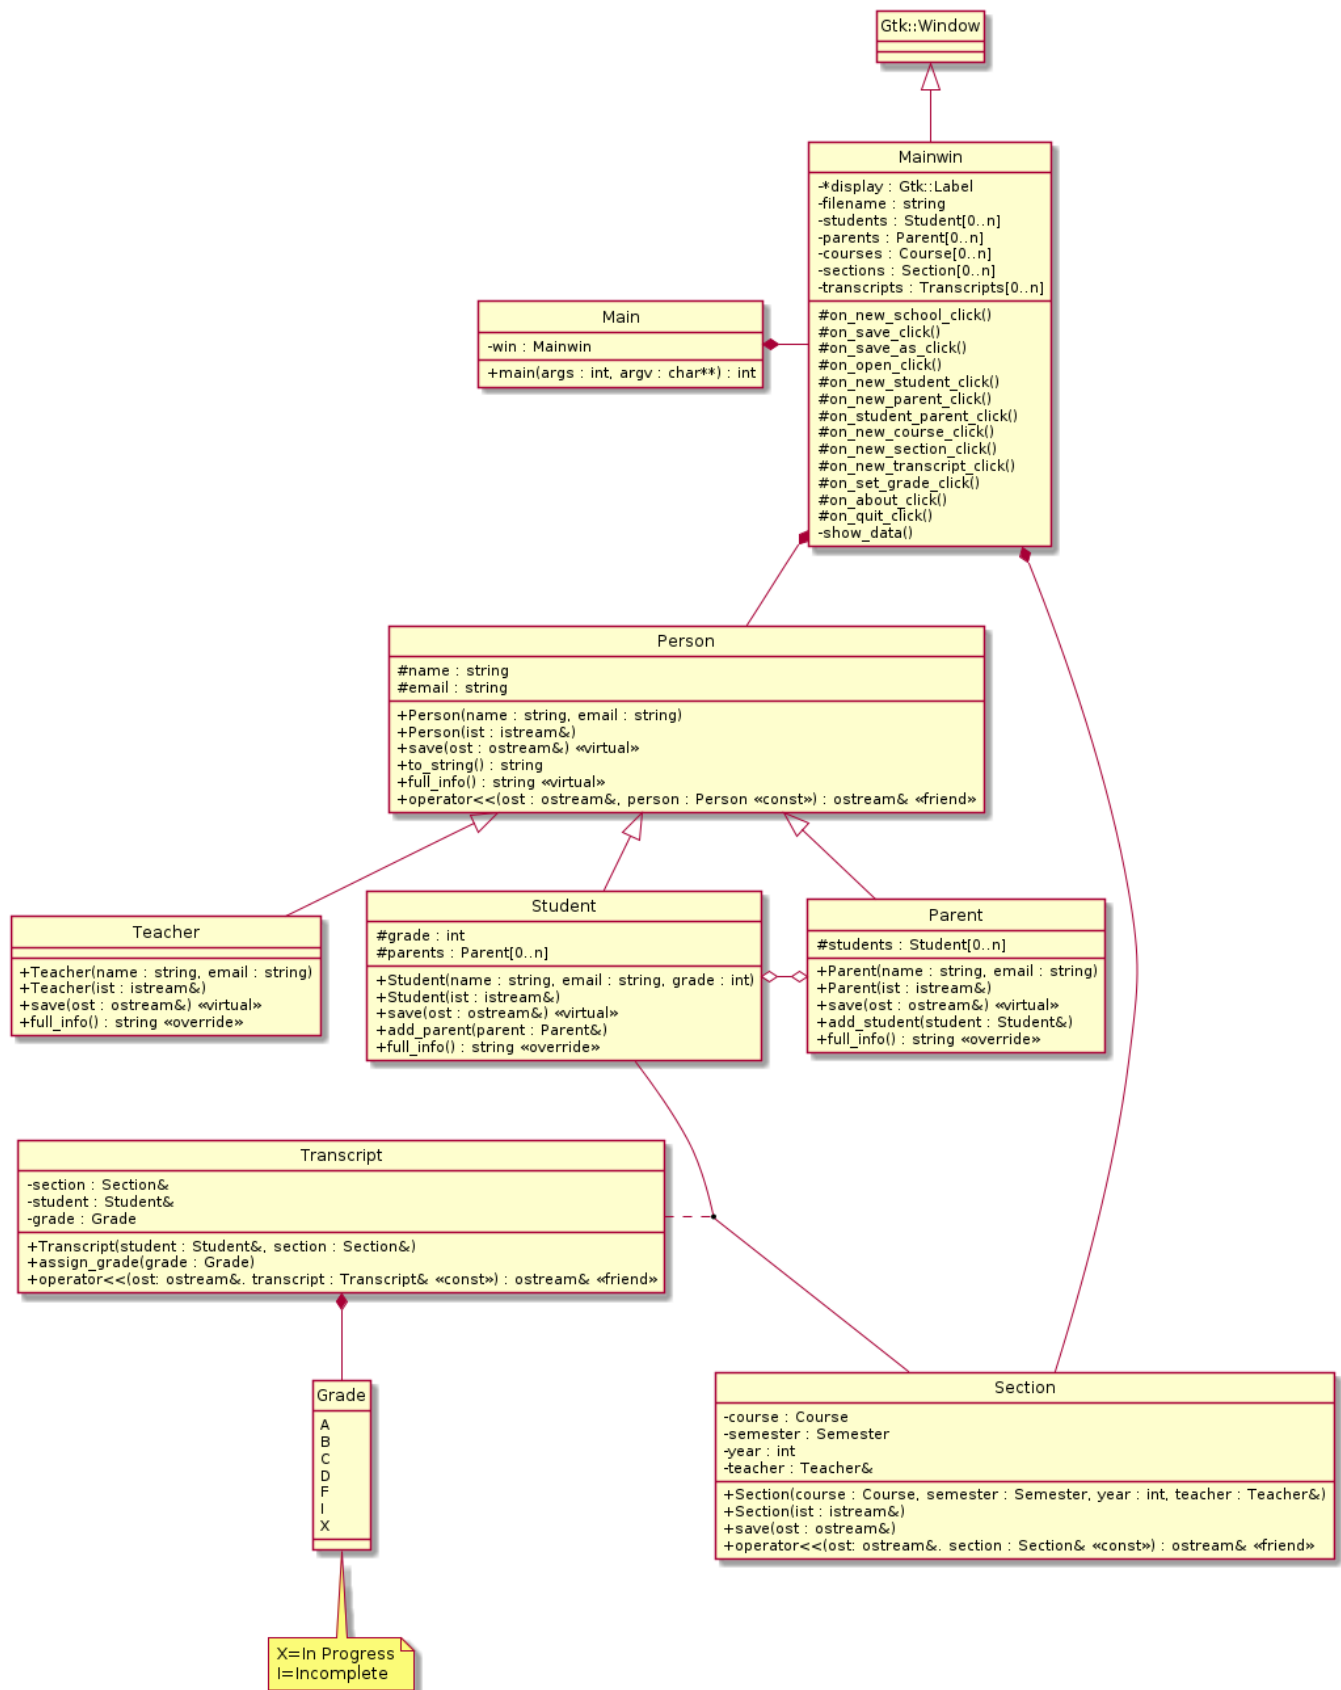 Gtk::Window
Mainwin
-*display : Gtk::Label
-filename : string
-students : Student[0..n]
-parents : Parent[0..n]
-courses : Course[0..n]
-sections : Section[0..n]
-transcripts : Transcripts[0..n]
#on_new_school_click()
#on_save_click()
#on_save_as_click()
#on_open_click()
#on_new_student_click()
#on_new_parent_click()
#on_student_parent_click()
#on_new_course_click()
#on_new_section_click()
#on_new_transcript_click()
#on_set_grade_click()
#on_about_click()
#on_quit_click()
-show_data()
Main
-win : Mainwin
+main(args : int, argv : char**) : int
Person
#name : string
#email : string
+Person(name : string, email : string)
+Person(ist : istream&)
+save(ost : ostream&) «virtual»
+to_string() : string
+full_info() : string «virtual»
+operator<<(ost : ostream&, person : Person «const») : ostream& «friend»
Teacher
+Teacher(name : string, email : string)
+Teacher(ist : istream&)
+save(ost : ostream&) «virtual»
+full_info() : string «override»
Student
#grade : int
#parents : Parent[0..n]
+Student(name : string, email : string, grade : int)
+Student(ist : istream&)
+save(ost : ostream&) «virtual»
+add_parent(parent : Parent&)
+full_info() : string «override»
Parent
#students : Student[0..n]
+Parent(name : string, email : string)
+Parent(ist : istream&)
+save(ost : ostream&) «virtual»
+add_student(student : Student&)
+full_info() : string «override»
Transcript
-section : Section&
-student : Student&
-grade : Grade
+Transcript(student : Student&, section : Section&)
+assign_grade(grade : Grade)
+operator<<(ost: ostream&. transcript : Transcript& «const») : ostream& «friend»
Grade
A
B
C
D
F
I
X
X=In Progress
I=Incomplete
Section
-course : Course
-semester : Semester
-year : int
-teacher : Teacher&
+Section(course : Course, semester : Semester, year : int, teacher : Teacher&)
+Section(ist : istream&)
+save(ost : ostream&)
+operator<<(ost: ostream&. section : Section& «const») : ostream& «friend»